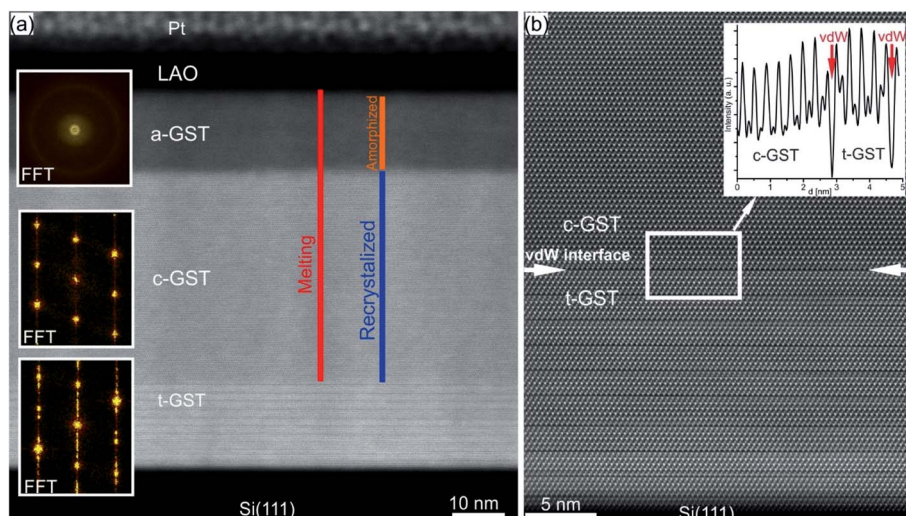 (a)
Pt
LAO
a-GST
Amorphized
FFT
c-GST
Melting
Recrystalized
FFT
t-GST
FFT
Si(111)
10 nm
(b)
vdW vdW
Intensity (a. u.)
c-GST t-GST
0 1 2 3 4 5
d [nm]
c-GST
vdW interface
t-GST
5 nm
Si(111)